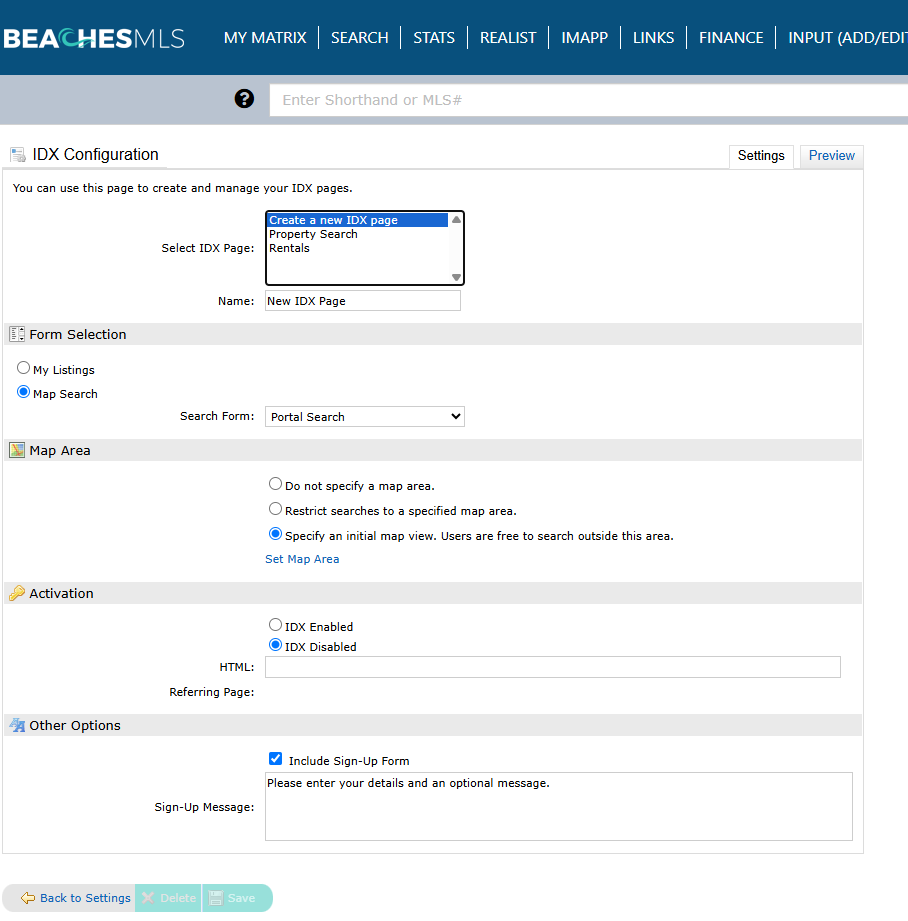 BEACHESMLS
MY MATRIX SEARCH STATS REALIST IMAPP LINKS FINANCE INPUT (ADD/EDIT
? Enter Shorthand or MLS#
IDX Configuration Settings Preview
You can use this page to create and manage your IDX pages.
Select IDX Page:
Create a new IDX page
Property Search
Rentals
Name: New IDX Page
Form Selection
My Listings
Map Search
Search Form: Portal Search
Map Area
Do not specify a map area.
Restrict searches to a specified map area.
Specify an initial map view. Users are free to search outside this area.
Set Map Area
Activation
IDX Enabled
IDX Disabled
HTML:
Referring Page:
Other Options
Include Sign-Up Form
Sign-Up Message: Please enter your details and an optional message.
Back to Settings Delete Save